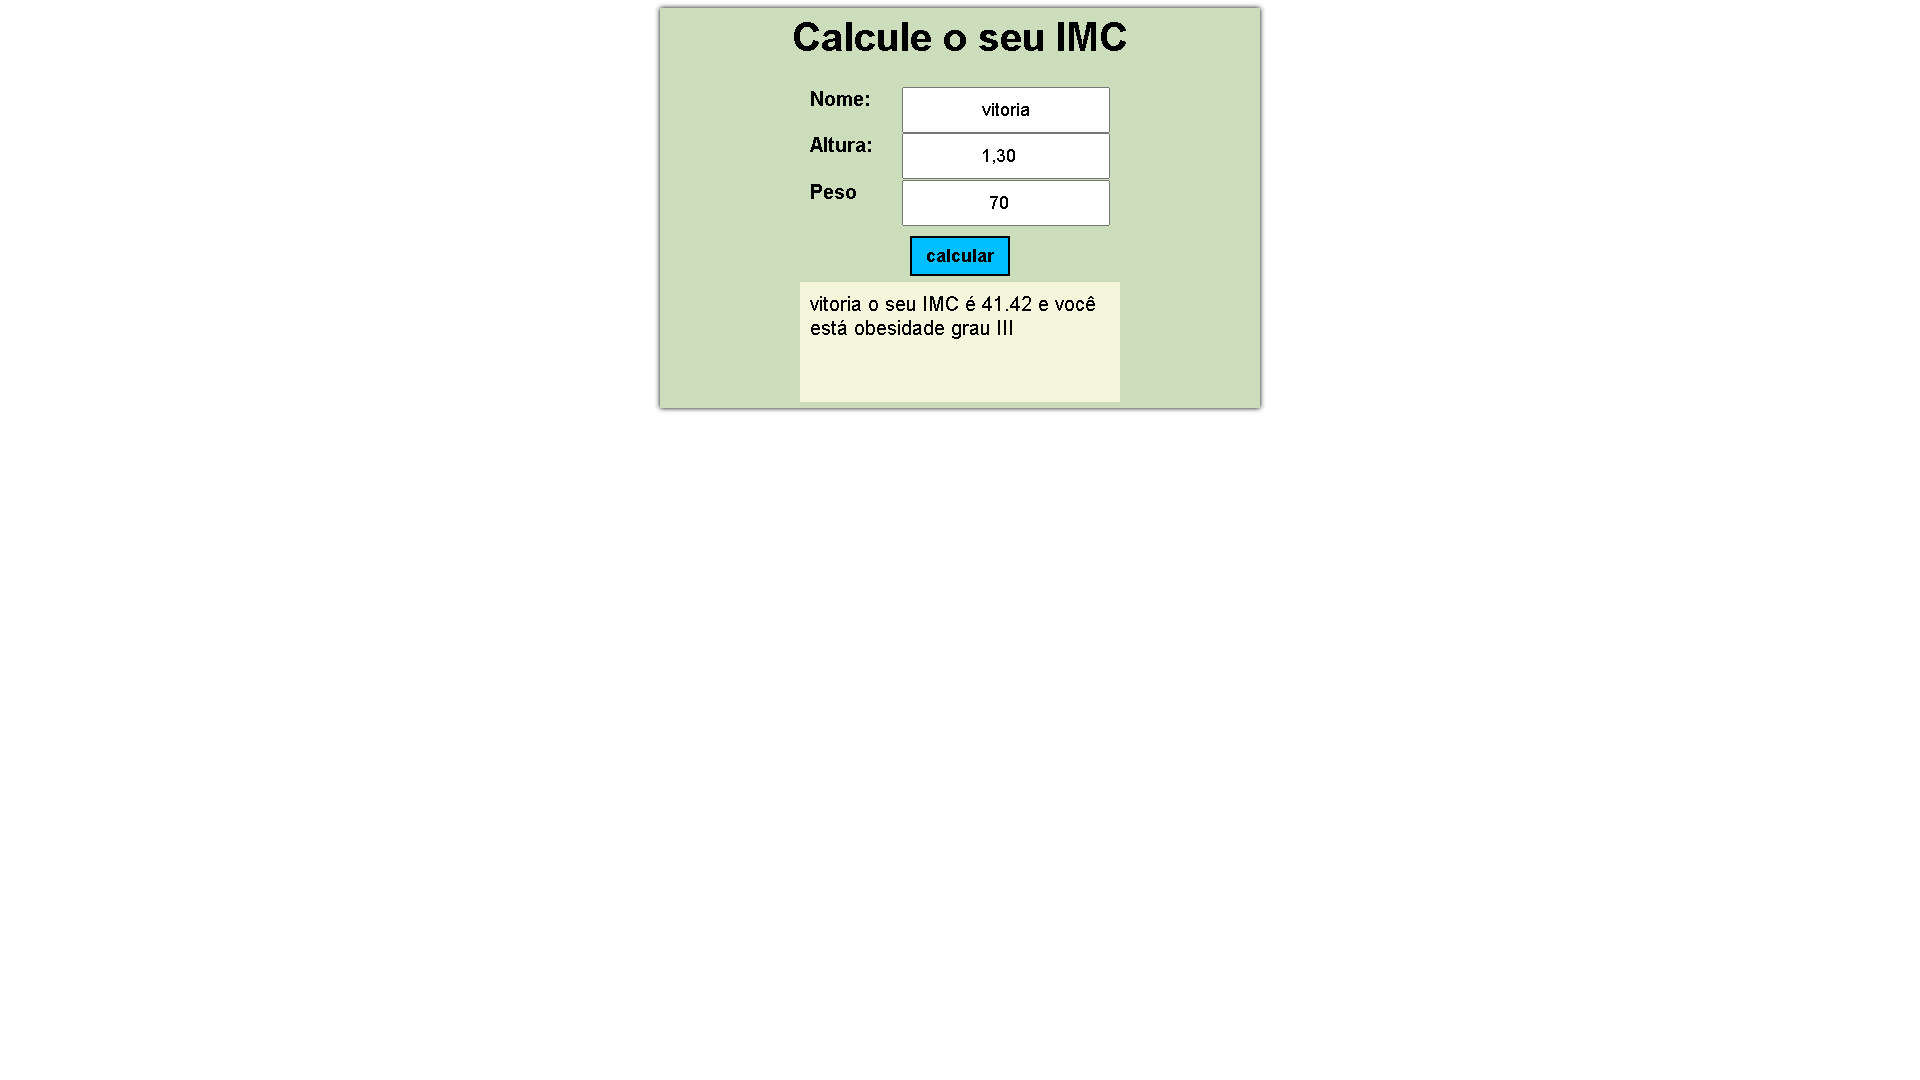 Calcule o seu IMC
Nome: vitoria
Altura: 1,30
Peso 70
calcular
vitoria o seu IMC é 41.42 e você
está obesidade grau III